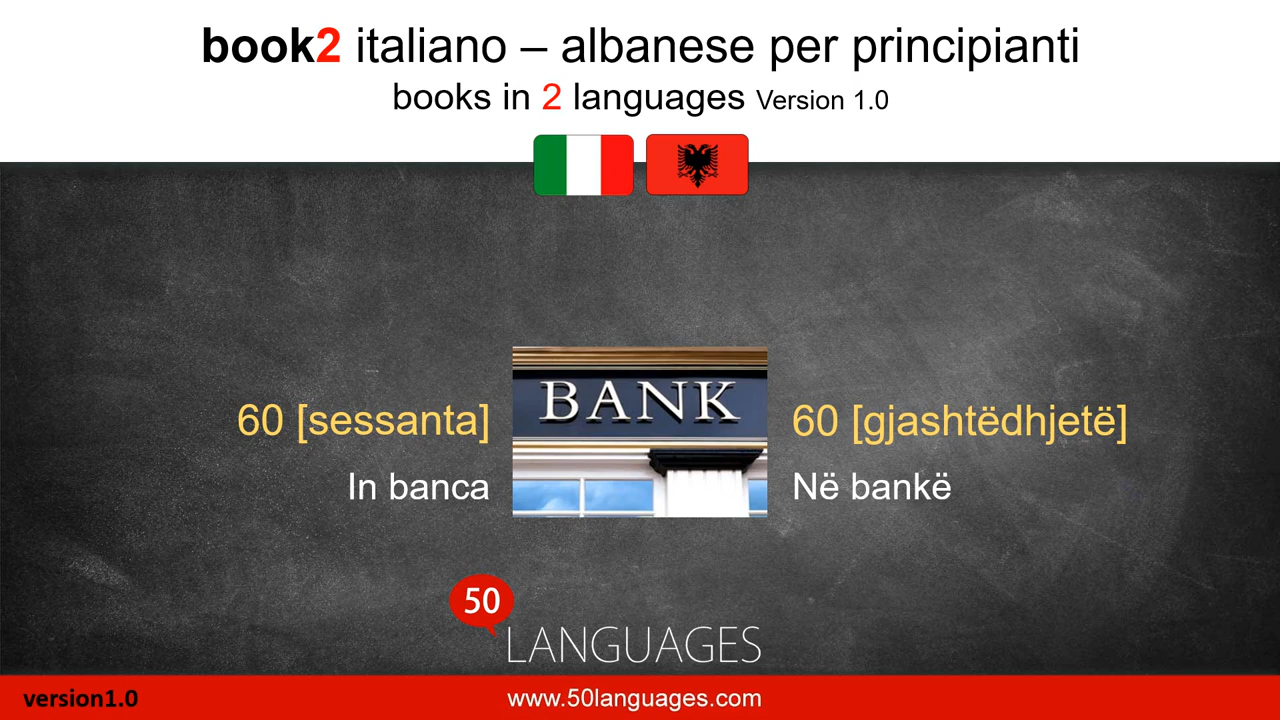 book2 italiano – albanese per principianti
books in 2 languages Version 1.0
60 [sessanta]
In banca
BANK
60 [gjashtëdhjetë]
Në bankë
50
LANGUAGES
version1.0
www.50languages.com